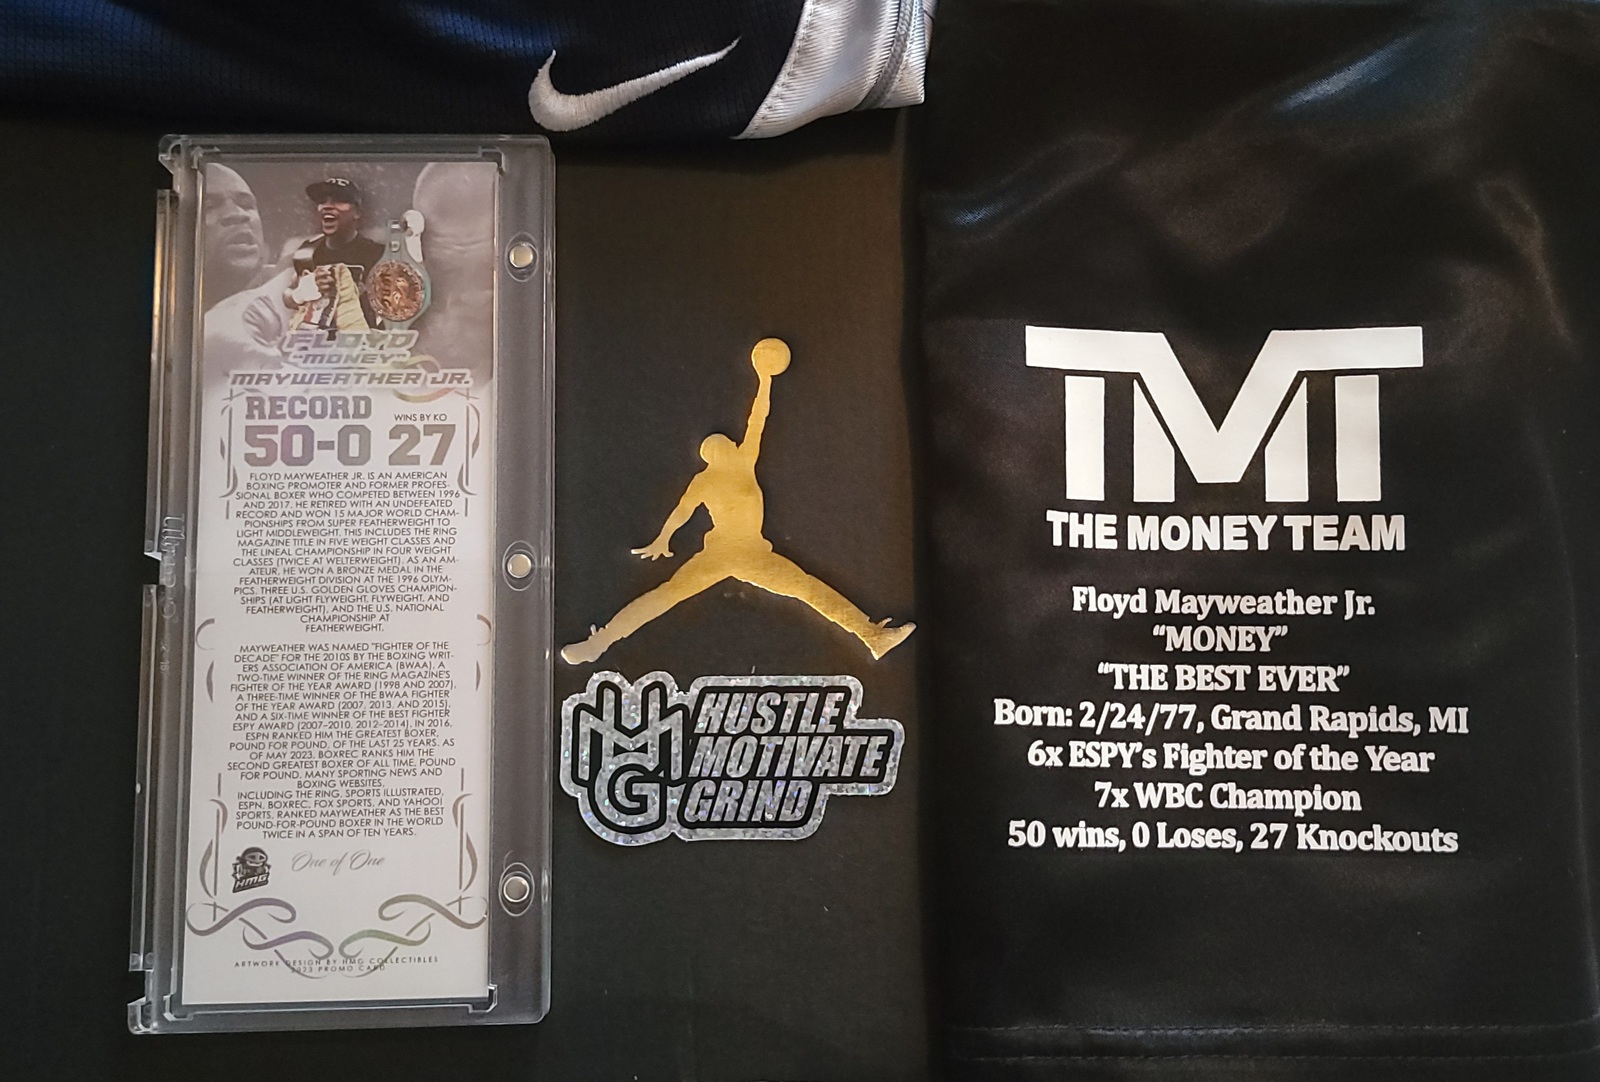 FLOYD
"MONEY"
MAYWEATHER JR.
RECORD
WINS BY KO
50-0 27
FLOYD MAYWEATHER JR. IS AN AMERICAN
BOXING PROMOTER AND FORMER PROFES-
SIONAL BOXER WHO COMPETED BETWEEN 1996
AND 2017. HE RETIRED WITH AN UNDEFEATED
RECORD AND WON 15 MAJOR WORLD CHAM-
PIONSHIPS FROM SUPER FEATHERWEIGHT TO
LIGHT MIDDLEWEIGHT. THIS INCLUDES THE RING
MAGAZINE TITLE IN FIVE WEIGHT CLASSES AND
THE LINEAL CHAMPIONSHIP IN FOUR WEIGHT
CLASSES (TWICE AT WELTERWEIGHT). AS AN AM-
ATEUR, HE WON A BRONZE MEDAL IN THE
FEATHERWEIGHT DIVISION AT THE 1996 OLYM-
PICS, THREE U.S. GOLDEN GLOVES CHAMPION-
SHIPS (AT LIGHT FLYWEIGHT, FLYWEIGHT, AND
FEATHERWEIGHT), AND THE U.S. NATIONAL
CHAMPIONSHIP AT
FEATHERWEIGHT.
MAYWEATHER WAS NAMED "FIGHTER OF THE
DECADE" FOR THE 2010S BY THE BOXING WRIT-
ERS ASSOCIATION OF AMERICA (BWAA), A
TWO-TIME WINNER OF THE RING MAGAZINE'S
FIGHTER OF THE YEAR AWARD (1998 AND 2007),
A THREE-TIME WINNER OF THE BWAA FIGHTER
OF THE YEAR AWARD (2007, 2013, AND 2015),
AND A SIX-TIME WINNER OF THE BEST FIGHTER
ESPY AWARD (2007-2010, 2012-2014). IN 2016,
ESPN RANKED HIM THE GREATEST BOXER,
POUND FOR POUND, OF THE LAST 25 YEARS. AS
OF MAY 2023, BOXREC RANKS HIM THE
SECOND GREATEST BOXER OF ALL TIME, POUND
FOR POUND. MANY SPORTING NEWS AND
BOXING WEBSITES,
INCLUDING THE RING, SPORTS ILLUSTRATED,
ESPN, BOXREC, FOX SPORTS, AND YAHOO!
SPORTS, RANKED MAYWEATHER AS THE BEST
POUND-FOR-POUND BOXER IN THE WORLD
TWICE IN A SPAN OF TEN YEARS.
HMG
One of One
ARTWORK DESIGN BY HMG COLLECTIBLES
2023 PROMO CARD
HMG
HUSTLE
MOTIVATE
GRIND
TMT
THE MONEY TEAM
Floyd Mayweather Jr.
“MONEY”
“THE BEST EVER”
Born: 2/24/77, Grand Rapids, MI
6x ESPY's Fighter of the Year
7x WBC Champion
50 wins, 0 Loses, 27 Knockouts